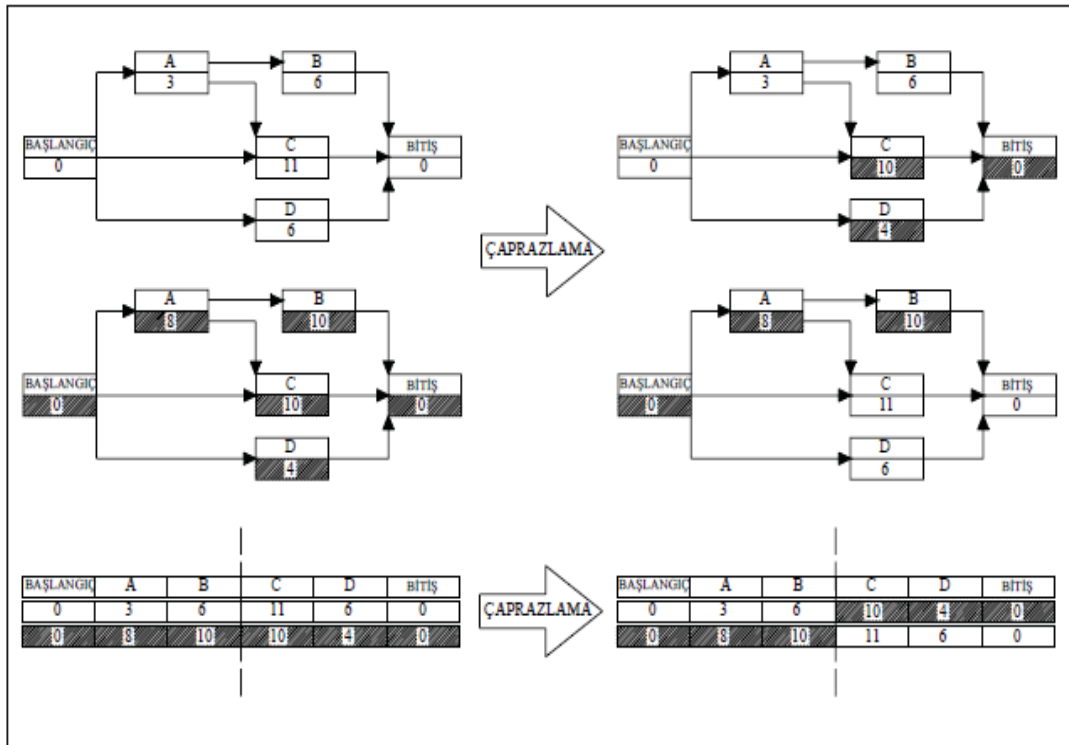 A
B
3
6
BAŞLANGIÇ
C
BİTİŞ
0
11
0
D
6
A
B
3
6
BAŞLANGIÇ
C
BİTİŞ
0
10
0
D
4
ÇAPRAZLAMA
A
B
8
10
BAŞLANGIÇ
C
BİTİŞ
0
10
0
D
4
A
B
8
10
BAŞLANGIÇ
C
BİTİŞ
0
11
0
D
6
BAŞLANGIÇ A B C D BİTİŞ
0 3 6 11 6 0
0 8 10 10 4 0
ÇAPRAZLAMA
BAŞLANGIÇ A B C D BİTİŞ
0 3 6 10 4 0
0 8 10 11 6 0